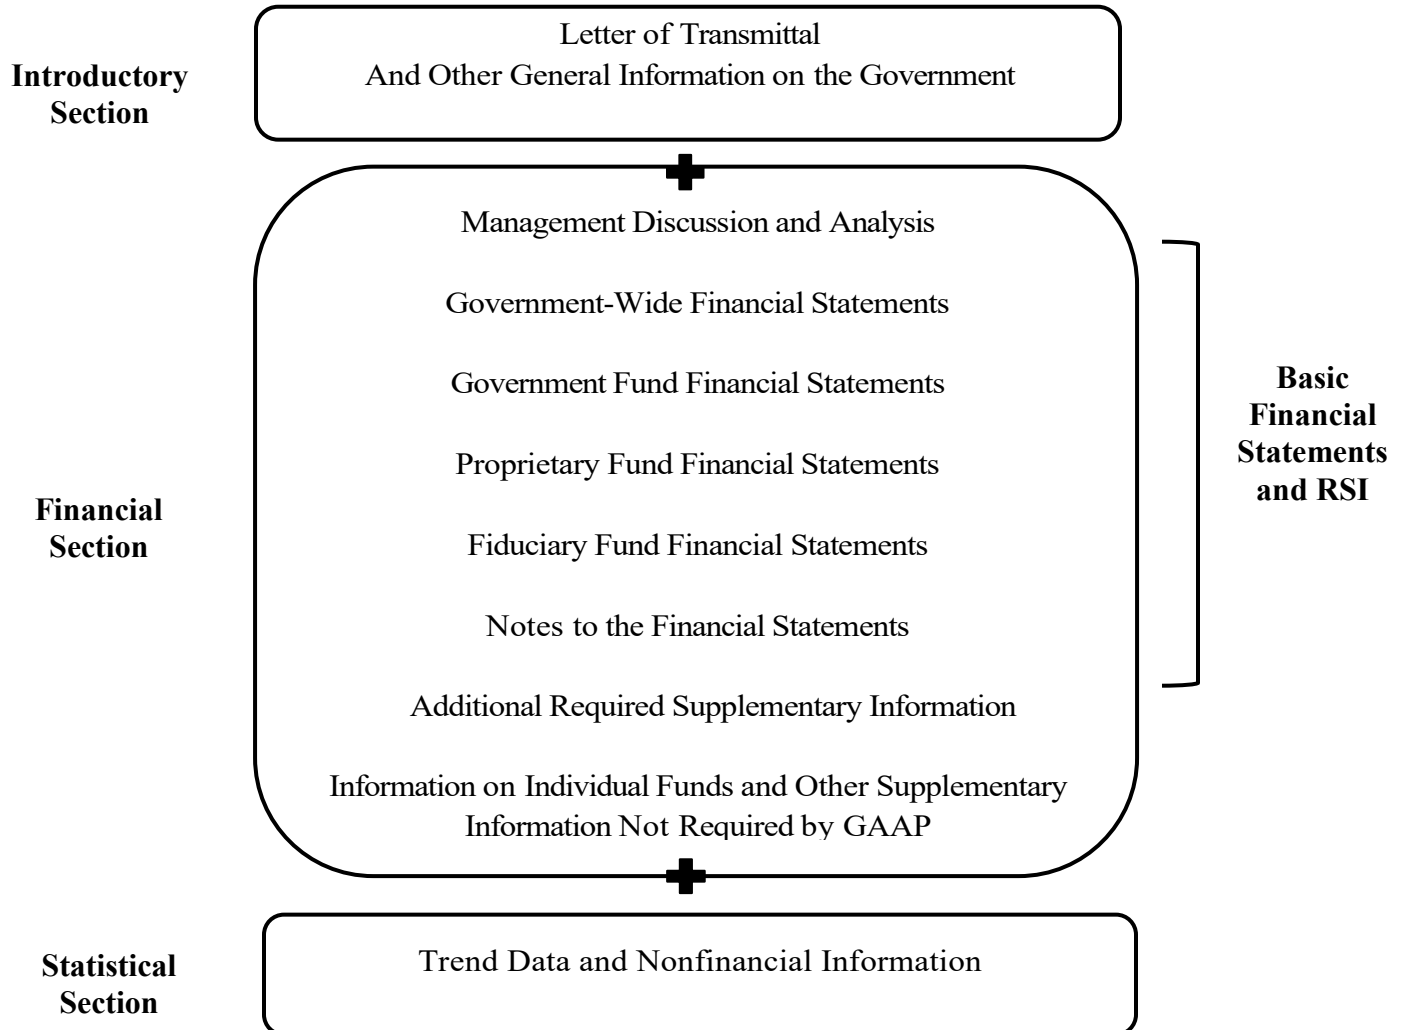 Letter of Transmittal
And Other General Information on the Government
Introductory
Section
Management Discussion and Analysis
Government-Wide Financial Statements
Government Fund Financial Statements
Proprietary Fund Financial Statements
Fiduciary Fund Financial Statements
Notes to the Financial Statements
Additional Required Supplementary Information
Information on Individual Funds and Other Supplementary
Information Not Required by GAAP
Financial
Section
Basic
Financial
Statements
and RSI
Trend Data and Nonfinancial Information
Statistical
Section